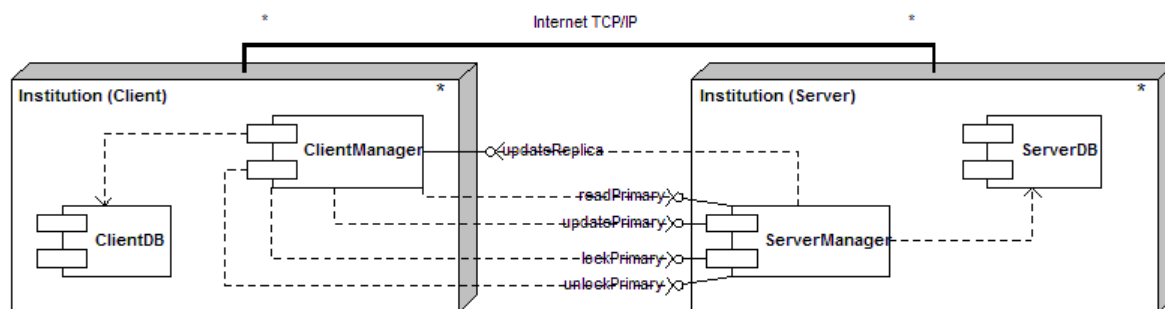 * Internet TCP/IP *
Institution (Client) *
Institution (Server) *
ClientManager
updateReplica
ServerDB
readPrimary
updatePrimary
ClientDB
ServerManager
lockPrimary
unlockPrimary